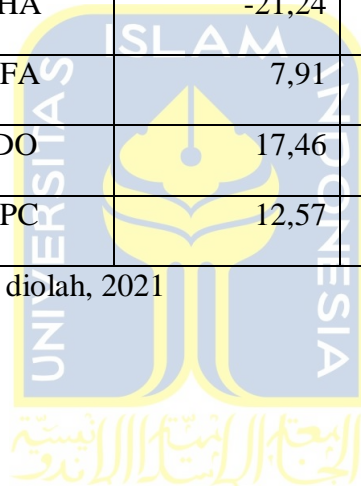 HA -21,24
FA 7,91
DO 17,46
PC 12,57
diolah, 2021
UNIVERSITAS ISLAM INDONESIA